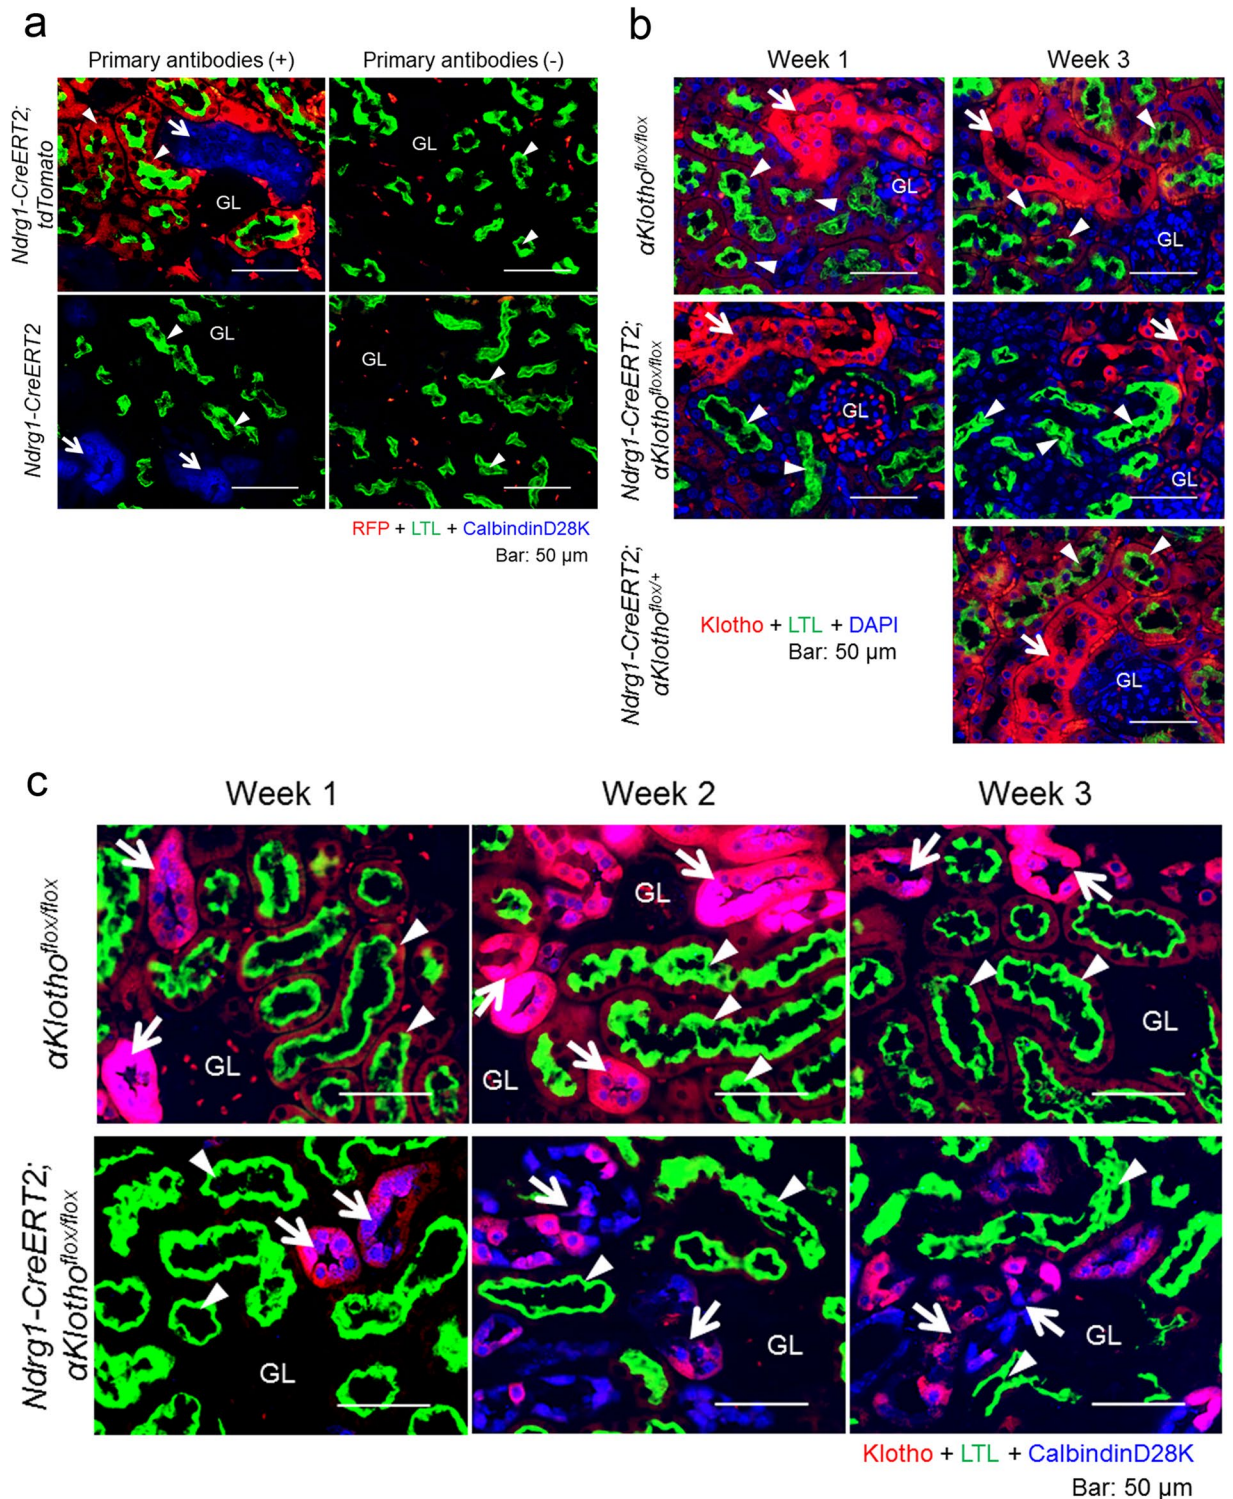 a
Primary antibodies (+)
Primary antibodies (-)
Ndrg1-CreERT2;
tdTomato
GL
GL
Ndrg1-CreERT2
GL
GL
RFP + LTL + CalbindinD28K
Bar: 50 µm
b
Week 1
Week 3
αKlotho^flox/flox
GL
GL
Ndrg1-CreERT2;
αKlotho^flox/flox
GL
GL
Ndrg1-CreERT2;
αKlotho^flox/+
Klotho + LTL + DAPI
Bar: 50 µm
GL
c
Week 1
Week 2
Week 3
αKlotho^flox/flox
GL
GL
GL
GL
Ndrg1-CreERT2;
αKlotho^flox/flox
GL
GL
GL
Klotho + LTL + CalbindinD28K
Bar: 50 µm